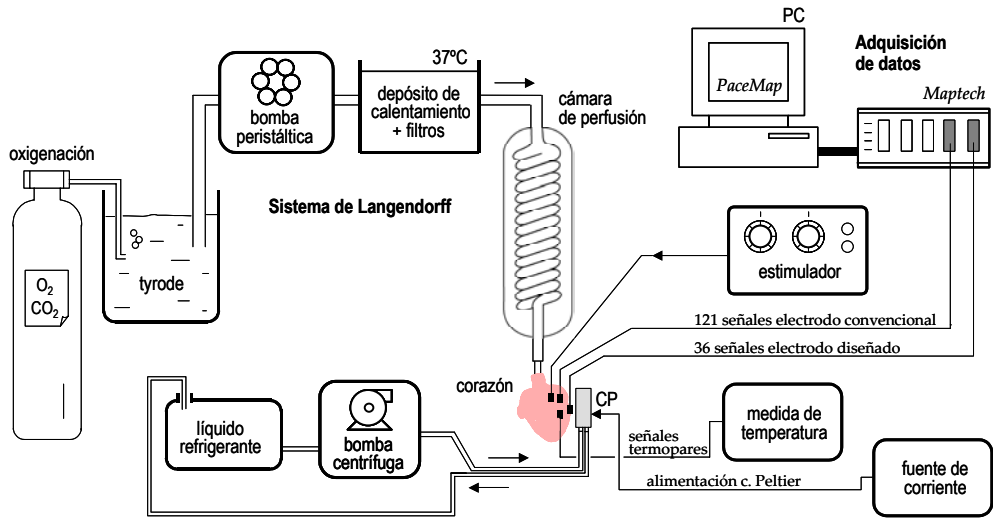 PC
Adquisición
de datos
PaceMap
Maptech
37ºC
bomba
peristáltica
depósito de
calentamiento
+ filtros
cámara
de perfusión
oxigenación
Sistema de Langendorff
tyrode
O2
CO2
estimulador
121 señales electrodo convencional
36 señales electrodo diseñado
corazón
CP
líquido
refrigerante
bomba
centrífuga
señales
termopares
medida de
temperatura
alimentación c. Peltier
fuente de
corriente